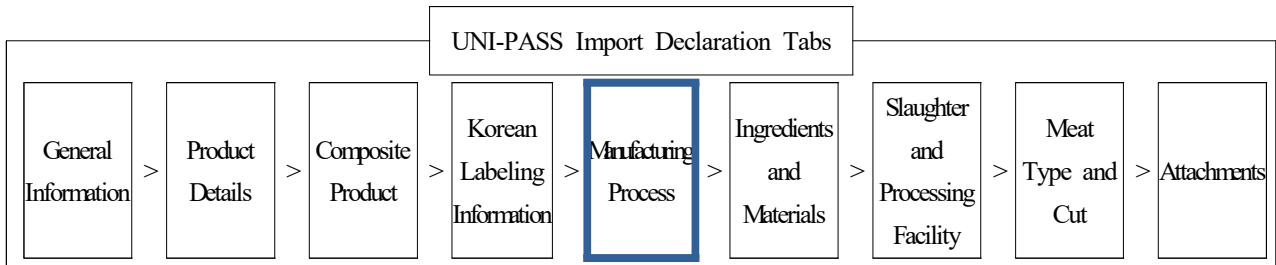 UNI-PASS Import Declaration Tabs
General
Information
>
Product
Details
>
Composite
Product
>
Korean
Labeling
Information
>
Manufacturing
Process
>
Ingredients
and
Materials
>
Slaughter
and
Processing
Facility
>
Meat
Type and
Cut
>
Attachments